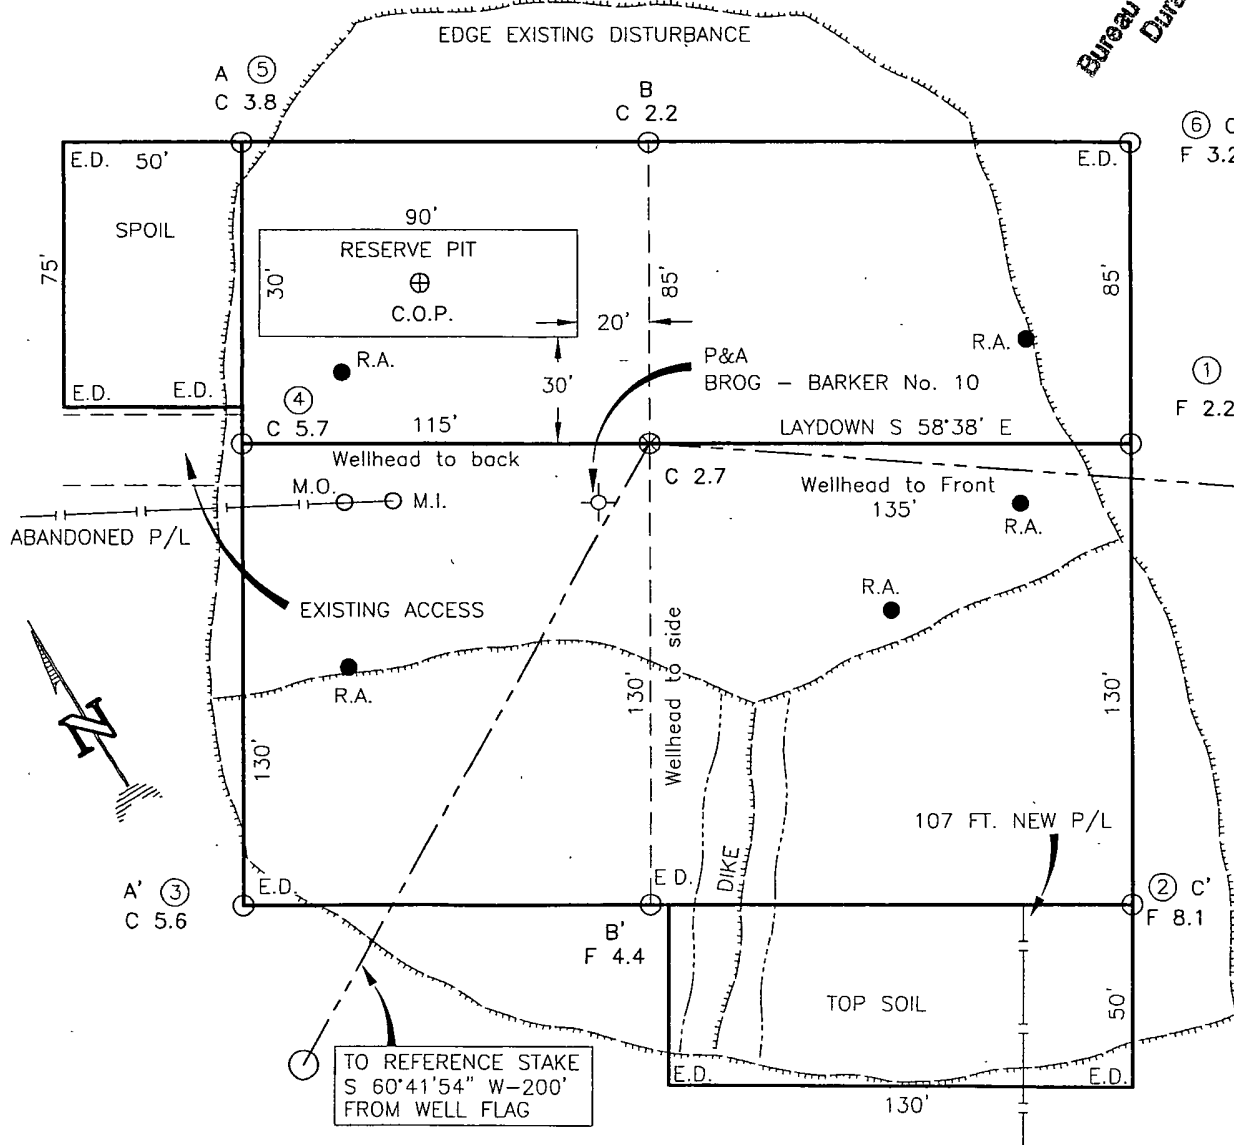 EDGE EXISTING DISTURBANCE
Bureau
Dura
A ⑤
C 3.8
B
C 2.2
⑥ C
F 3.2
E.D. 50'
E.D.
SPOIL
75'
90'
RESERVE PIT
30'
C.O.P.
85'
85'
20'
R.A.
R.A.
P&A
BROG – BARKER No. 10
30'
①
F 2.2
E.D.
E.D.
④
C 5.7
115'
LAYDOWN S 58°38' E
Wellhead to back
C 2.7
Wellhead to Front
135'
M.O.
M.I.
R.A.
ABANDONED P/L
EXISTING ACCESS
R.A.
N
R.A.
130'
130'
Wellhead to side
130'
107 FT. NEW P/L
DIKE
A' ③
C 5.6
E.D.
E.D.
② C'
F 8.1
B'
F 4.4
TOP SOIL
50'
TO REFERENCE STAKE
S 60°41'54" W–200'
FROM WELL FLAG
E.D.
E.D.
130'